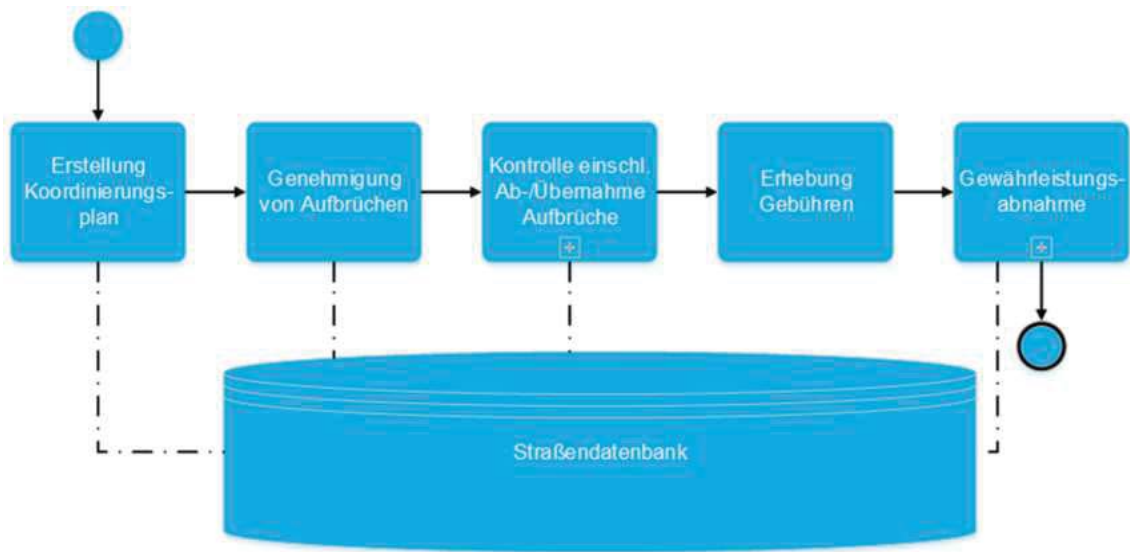 Erstellung
Koordinierungs-
plan
Genehmigung
von Aufbrüchen
Kontrolle einschl.
Ab-/Übernahme
Aufbrüche
Erhebung
Gebühren
Gewährleistungs-
abnahme
Straßendatenbank